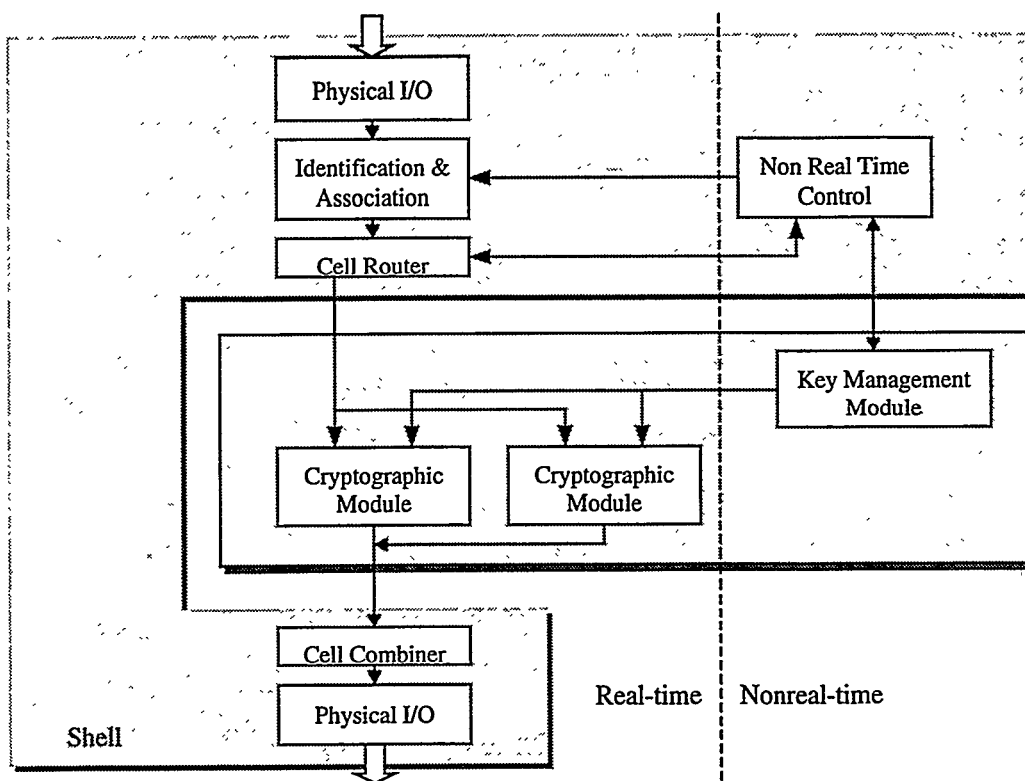 Physical I/O
Identification &
Association
Non Real Time
Control
Cell Router
Key Management
Module
Cryptographic
Module
Cryptographic
Module
Cell Combiner
Physical I/O
Real-time
Nonreal-time
Shell